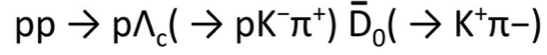 pp → pΛc( → pK⁻π⁺) D̅₀( → K⁺π−)